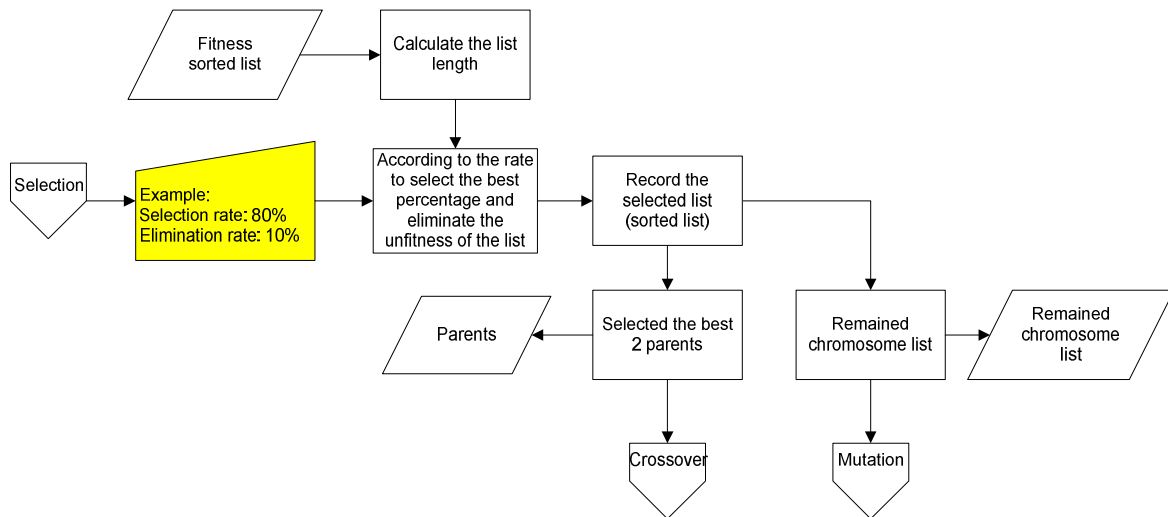 Fitness
sorted list
Calculate the list
length
Selection
Example:
Selection rate: 80%
Elimination rate: 10%
According to the rate
to select the best
percentage and
eliminate the
unfitness of the list
Record the
selected list
(sorted list)
Parents
Selected the best
2 parents
Remained
chromosome list
Remained
chromosome
list
Crossover
Mutation